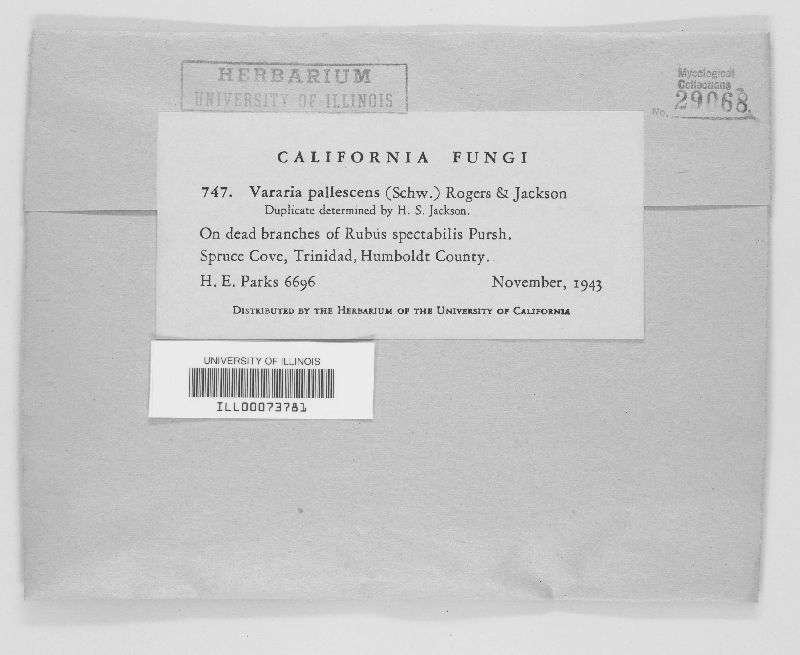 HERBARIUM
UNIVERSITY OF ILLINOIS
Mycological
Collections
No. 29068
CALIFORNIA FUNGI
747. Vararia pallescens (Schw.) Rogers & Jackson
Duplicate determined by H. S. Jackson.
On dead branches of Rubus spectabilis Pursh.
Spruce Cove, Trinidad, Humboldt County.
H. E. Parks 6696 November, 1943
Distributed by the Herbarium of the University of California
UNIVERSITY OF ILLINOIS
ILL00073781